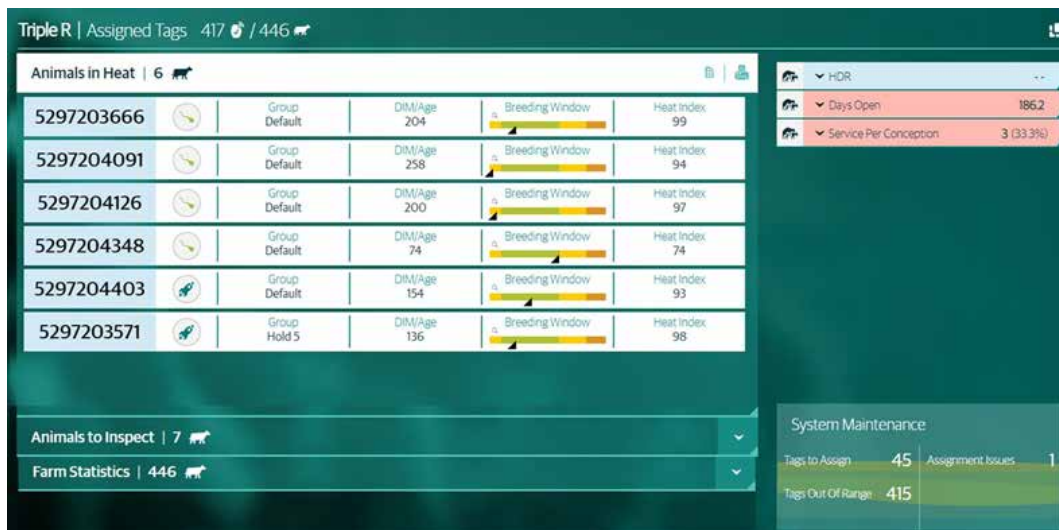 Triple R | Assigned Tags 417 / 446
Animals in Heat | 6
5297203666 Group Default DIM/Age 204 Breeding Window Heat Index 99
5297204091 Group Default DIM/Age 258 Breeding Window Heat Index 94
5297204126 Group Default DIM/Age 200 Breeding Window Heat Index 97
5297204348 Group Default DIM/Age 74 Breeding Window Heat Index 74
5297204403 Group Default DIM/Age 154 Breeding Window Heat Index 93
5297203571 Group Hold 5 DIM/Age 136 Breeding Window Heat Index 98
Animals to Inspect | 7
Farm Statistics | 446
HDR --
Days Open 186.2
Service Per Conception 3 (33.3%)
System Maintenance
Tags to Assign 45 Assignment Issues 1
Tags Out Of Range 415